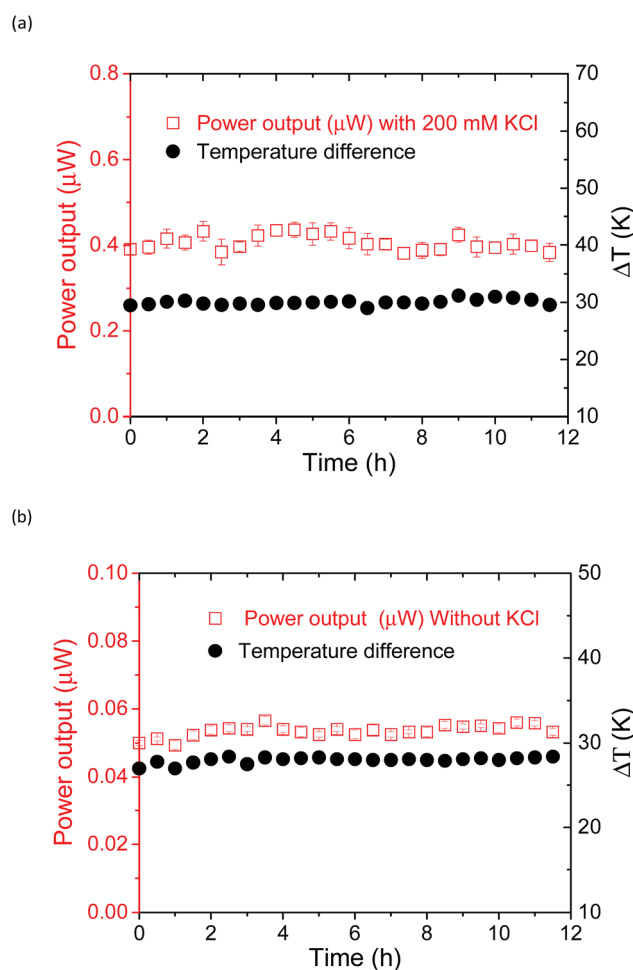 (a)
Power output (μW) with 200 mM KCl
Temperature difference
Power output (μW)
0.8
0.6
0.4
0.2
0.0
70
60
50
40
30
20
10
ΔT (K)
0 2 4 6 8 10 12
Time (h)
(b)
Power output (μW) Without KCl
Temperature difference
Power output (μW)
0.10
0.08
0.06
0.04
0.02
0.00
50
40
30
20
10
ΔT (K)
0 2 4 6 8 10 12
Time (h)